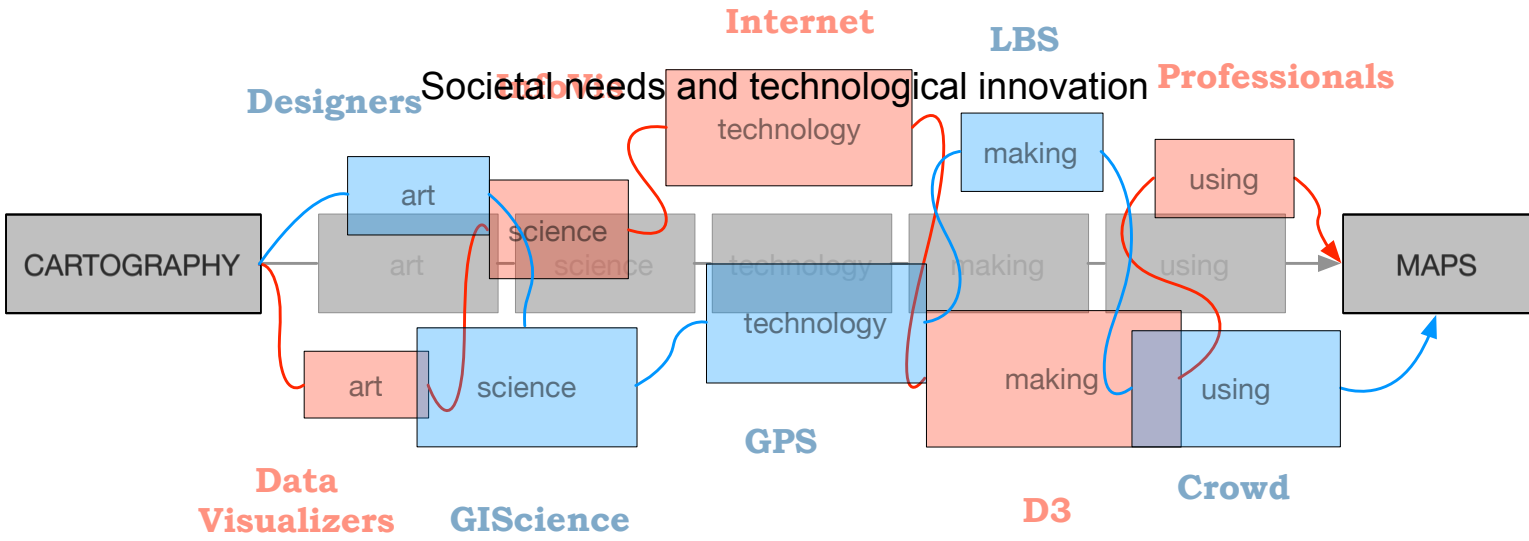 Internet
LBS
InfoVis
Societal needs and technological innovation
Professionals
Designers
technology
making
using
art
science
CARTOGRAPHY
art
science
technology
making
using
MAPS
technology
art
science
making
using
GPS
Data
Visualizers
GIScience
D3
Crowd